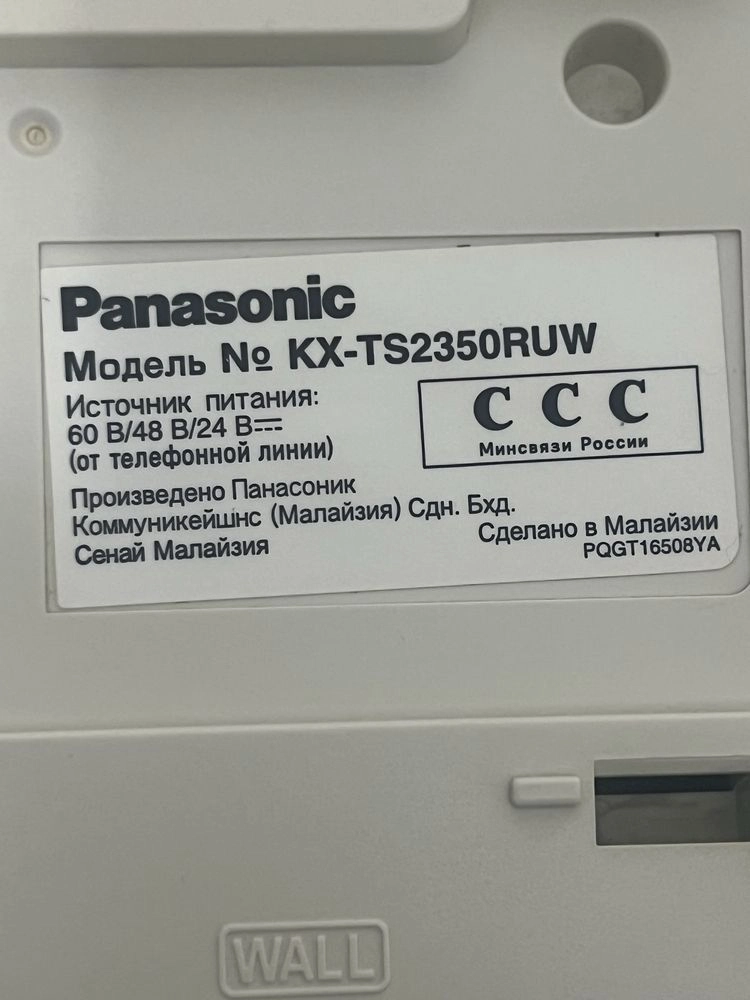 Panasonic
Модель № KX-TS2350RUW
Источник питания:
60 В/48 В/24 В⎓
(от телефонной линии)
ССС
Минсвязи России
Произведено Панасоник
Коммуникейшнс (Малайзия) Сдн. Бхд.
Сенай Малайзия
Сделано в Малайзии
PQGT16508YA
WALL